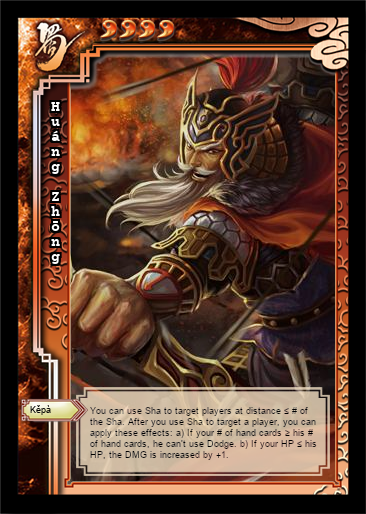 蜀
Huáng Zhōng
Kěpà
You can use Sha to target players at distance ≤ # of
the Sha. After you use Sha to target a player, you can
apply these effects: a) If your # of hand cards ≥ his #
of hand cards, he can't use Dodge. b) If your HP ≤ his
HP, the DMG is increased by +1.